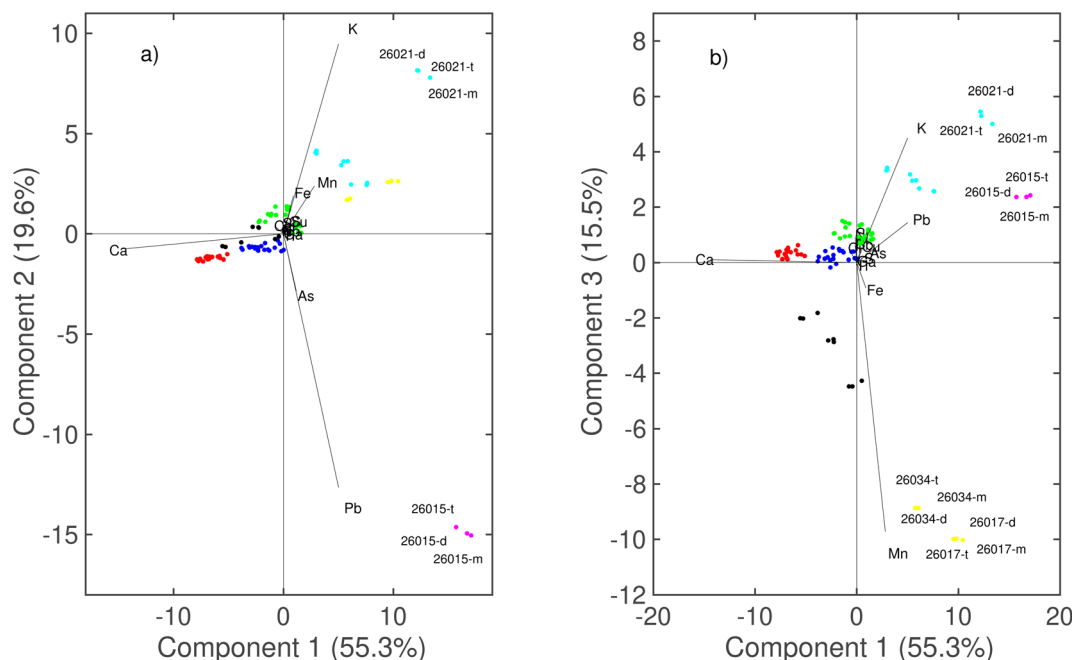 a)
K
26021-d
26021-t
26021-m
Mn
Fe
Ca
As
Pb
26015-t
26015-d
26015-m
10
5
0
-5
-10
-15
Component 2 (19.6%)
-10
0
10
Component 1 (55.3%)
b)
26021-d
K
26021-t
26021-m
26015-t
26015-d
Pb
26015-m
As
Ca
Ga
Fe
26034-t
26034-m
26034-d
26017-d
Mn
26017-t
26017-m
8
6
4
2
0
-2
-4
-6
-8
-10
-12
Component 3 (15.5%)
-20
-10
0
10
20
Component 1 (55.3%)